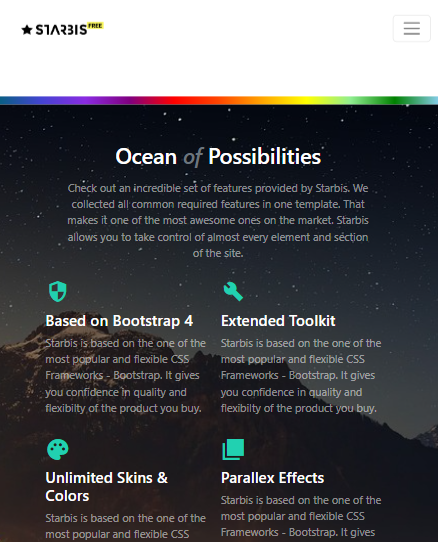 STARBIS FREE
Ocean of Possibilities
Check out an incredible set of features provided by Starbis. We
collected all common required features in one template. That
makes it one of the most awesome ones on the market. Starbis
allows you to take control of almost every element and section
of the site.
Based on Bootstrap 4
Starbis is based on the one of the
most popular and flexible CSS
Frameworks - Bootstrap. It gives
you confidence in quality and
flexibilty of the product you buy.
Extended Toolkit
Starbis is based on the one of the
most popular and flexible CSS
Frameworks - Bootstrap. It gives
you confidence in quality and
flexibilty of the product you buy.
Unlimited Skins &
Colors
Starbis is based on the one of the
most popular and flexible CSS
Parallex Effects
Starbis is based on the one of the
most popular and flexible CSS
Frameworks - Bootstrap. It gives